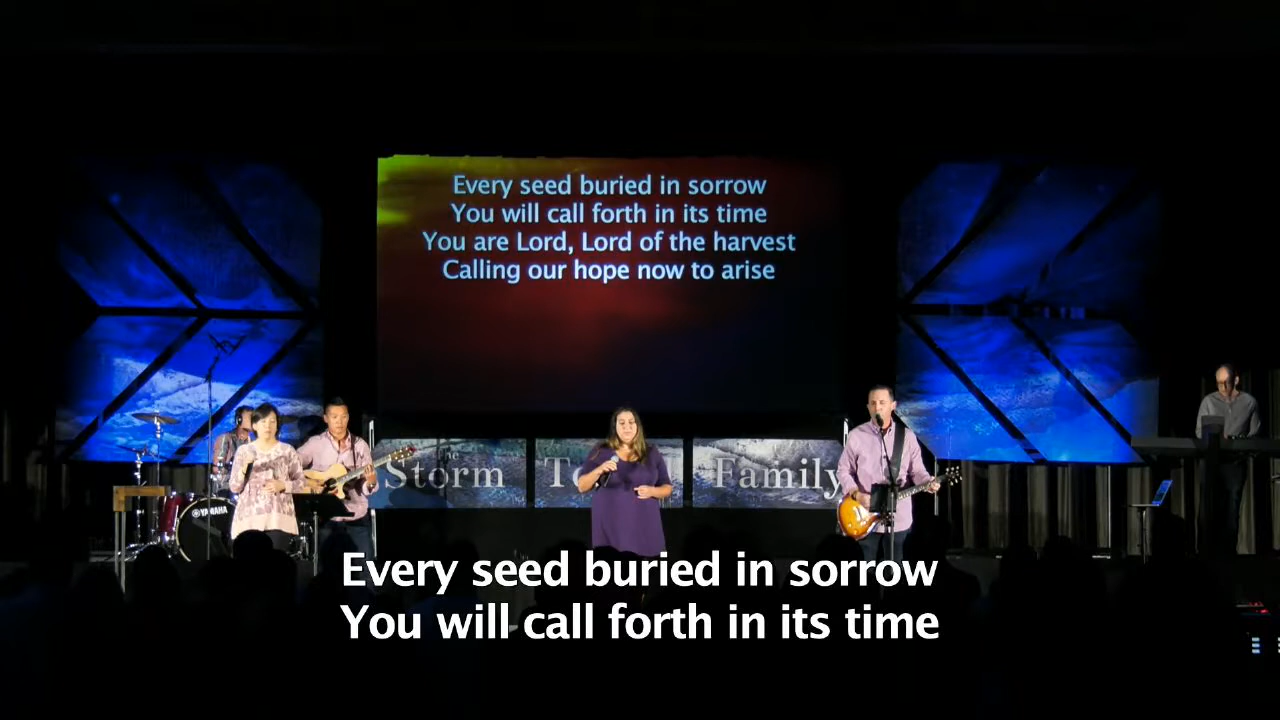 Every seed buried in sorrow
You will call forth in its time
You are Lord, Lord of the harvest
Calling our hope now to arise
the
Storm
Family
YAMAHA
Every seed buried in sorrow
You will call forth in its time